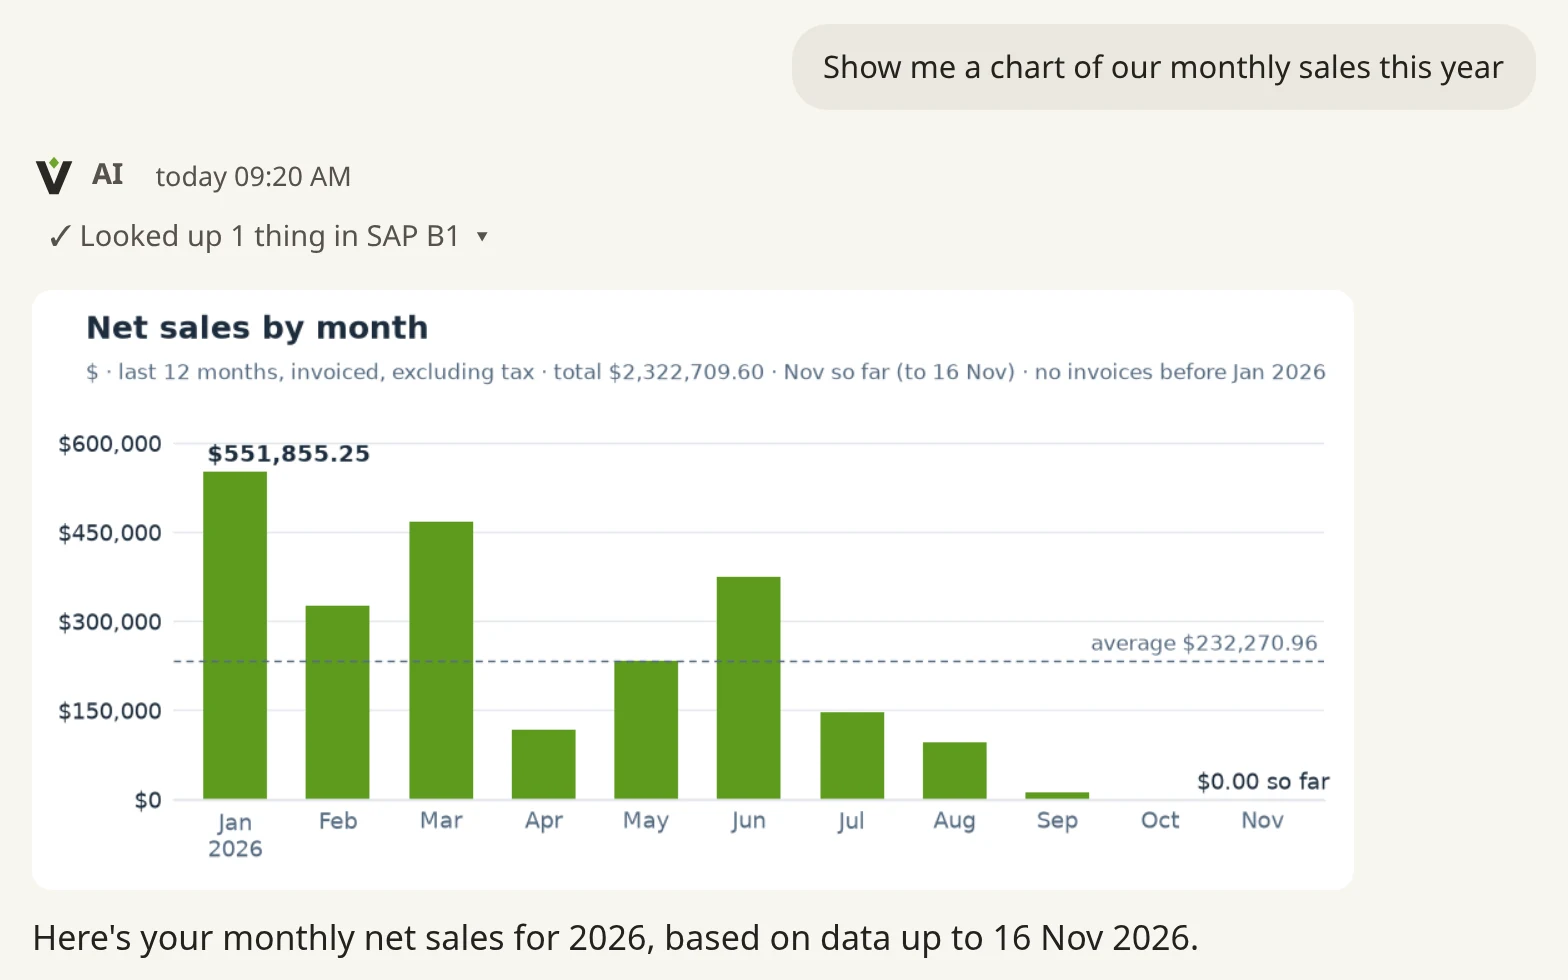 Show me a chart of our monthly sales this year
AI today 09:20 AM
✓ Looked up 1 thing in SAP B1 ▾
Net sales by month
$ · last 12 months, invoiced, excluding tax · total $2,322,709.60 · Nov so far (to 16 Nov) · no invoices before Jan 2026
$600,000
$551,855.25
$450,000
$300,000
average $232,270.96
$150,000
$0.00 so far
$0
Jan Feb Mar Apr May Jun Jul Aug Sep Oct Nov
2026
Here's your monthly net sales for 2026, based on data up to 16 Nov 2026.